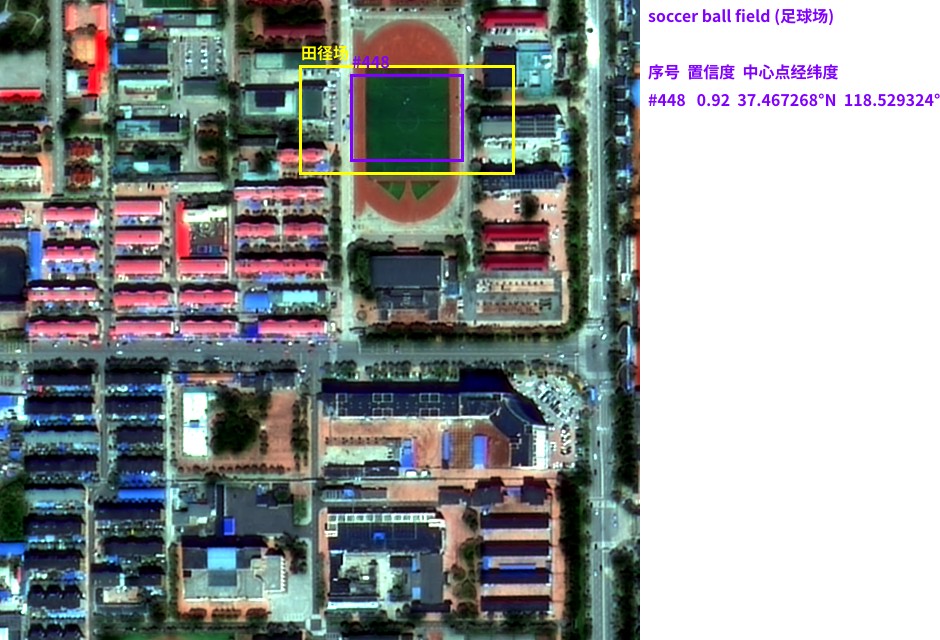 soccer ball field (足球场)
田径场
#448
序号 置信度 中心点经纬度
#448 0.92 37.467268°N 118.529324°